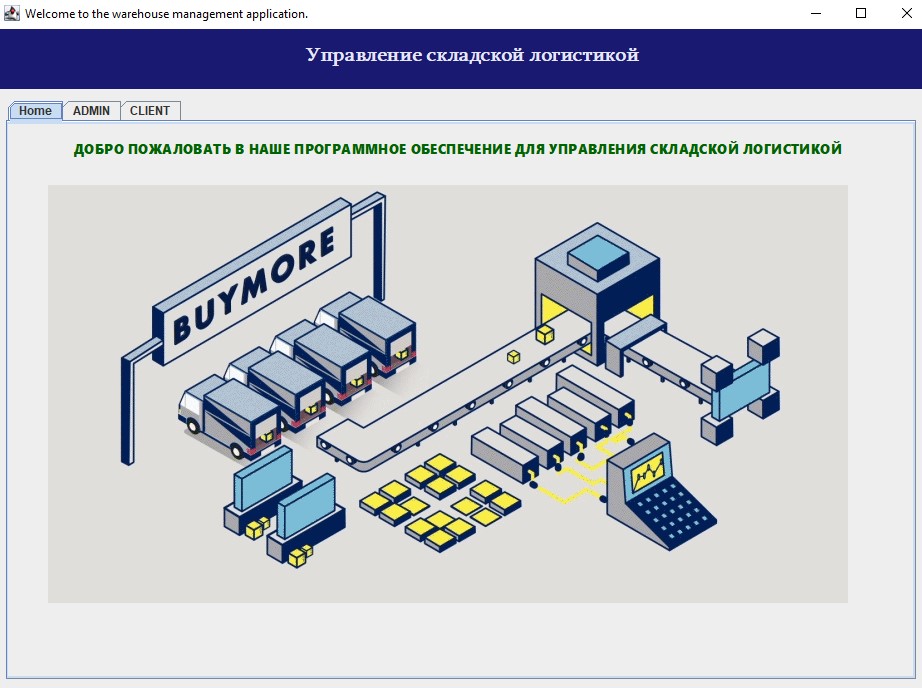 Welcome to the warehouse management application.
Управление складской логистикой
Home ADMIN CLIENT
ДОБРО ПОЖАЛОВАТЬ В НАШЕ ПРОГРАММНОЕ ОБЕСПЕЧЕНИЕ ДЛЯ УПРАВЛЕНИЯ СКЛАДСКОЙ ЛОГИСТИКОЙ
BUYMORE